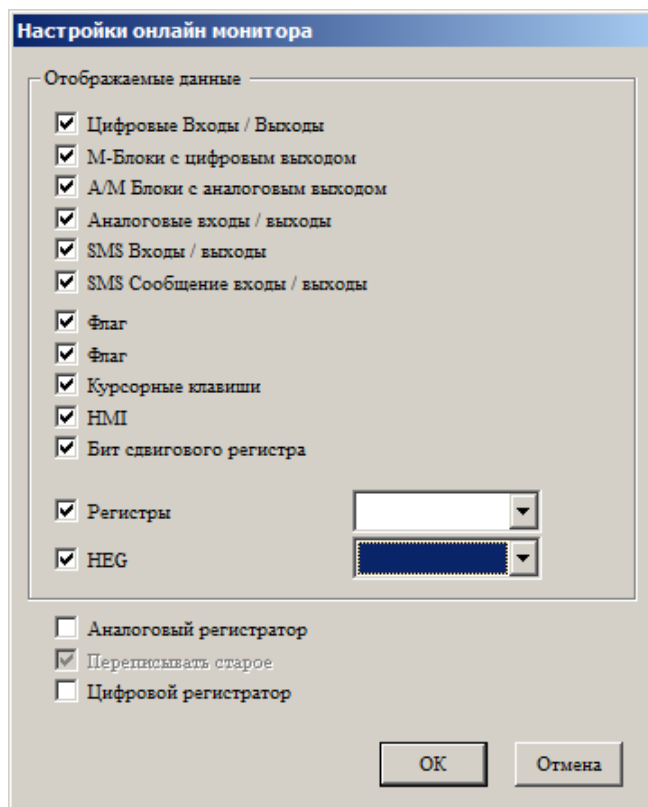 Настройки онлайн монитора
Отображаемые данные
Цифровые Входы / Выходы
М-Блоки с цифровым выходом
А/М Блоки с аналоговым выходом
Аналоговые входы / выходы
SMS Входы / выходы
SMS Сообщение входы / выходы
Флаг
Флаг
Курсорные клавиши
HMI
Бит сдвигового регистра
Регистры
HEG
Аналоговый регистратор
Переписывать старое
Цифровой регистратор
OK Отмена